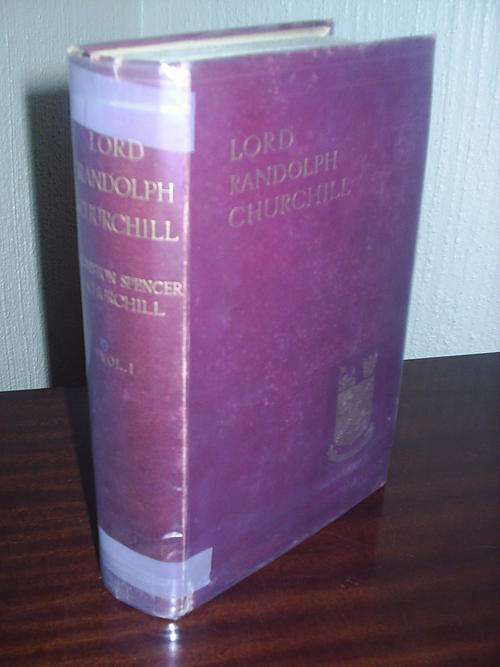 LORD
RANDOLPH
CHURCHILL
WINSTON SPENCER
CHURCHILL
VOL. I
LORD
RANDOLPH
CHURCHILL